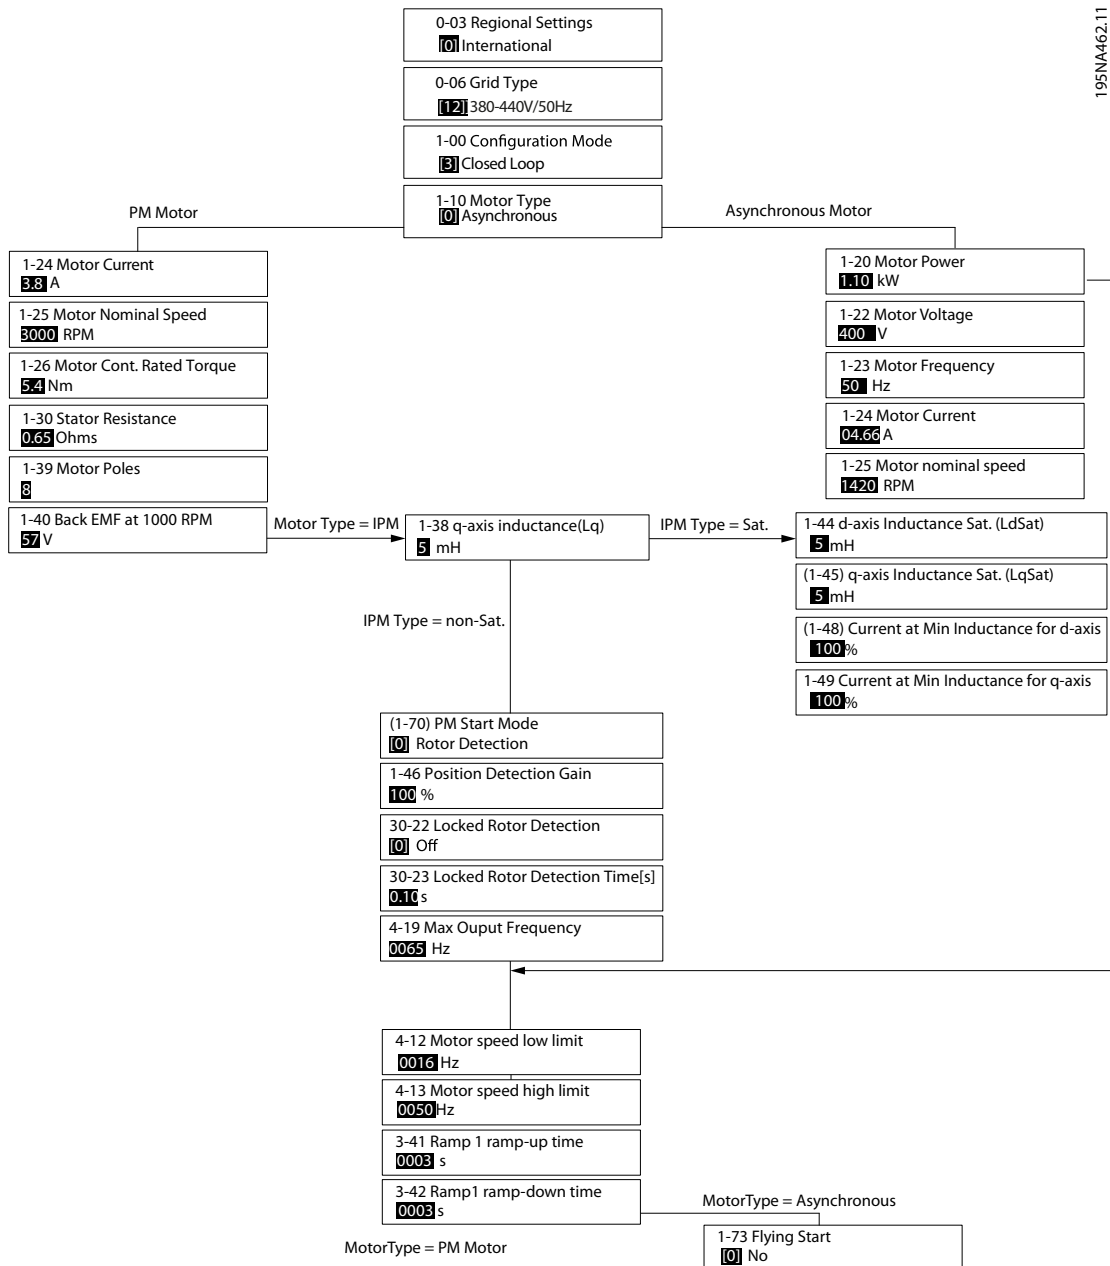 195NA462.11
0-03 Regional Settings
[0] International
0-06 Grid Type
[12] 380-440V/50Hz
1-00 Configuration Mode
[3] Closed Loop
1-10 Motor Type
[0] Asynchronous
PM Motor
Asynchronous Motor
1-24 Motor Current
3.8 A
1-25 Motor Nominal Speed
3000 RPM
1-26 Motor Cont. Rated Torque
5.4 Nm
1-30 Stator Resistance
0.65 Ohms
1-39 Motor Poles
8
1-40 Back EMF at 1000 RPM
57 V
1-20 Motor Power
1.10 kW
1-22 Motor Voltage
400 V
1-23 Motor Frequency
50 Hz
1-24 Motor Current
04.66 A
1-25 Motor nominal speed
1420 RPM
Motor Type = IPM
1-38 q-axis inductance(Lq)
5 mH
IPM Type = Sat.
1-44 d-axis Inductance Sat. (LdSat)
5 mH
(1-45) q-axis Inductance Sat. (LqSat)
5 mH
(1-48) Current at Min Inductance for d-axis
100 %
1-49 Current at Min Inductance for q-axis
100 %
IPM Type = non-Sat.
(1-70) PM Start Mode
[0] Rotor Detection
1-46 Position Detection Gain
100 %
30-22 Locked Rotor Detection
[0] Off
30-23 Locked Rotor Detection Time[s]
0.10 s
4-19 Max Ouput Frequency
0065 Hz
4-12 Motor speed low limit
0016 Hz
4-13 Motor speed high limit
0050 Hz
3-41 Ramp 1 ramp-up time
0003 s
3-42 Ramp1 ramp-down time
0003 s
MotorType = Asynchronous
MotorType = PM Motor
1-73 Flying Start
[0] No